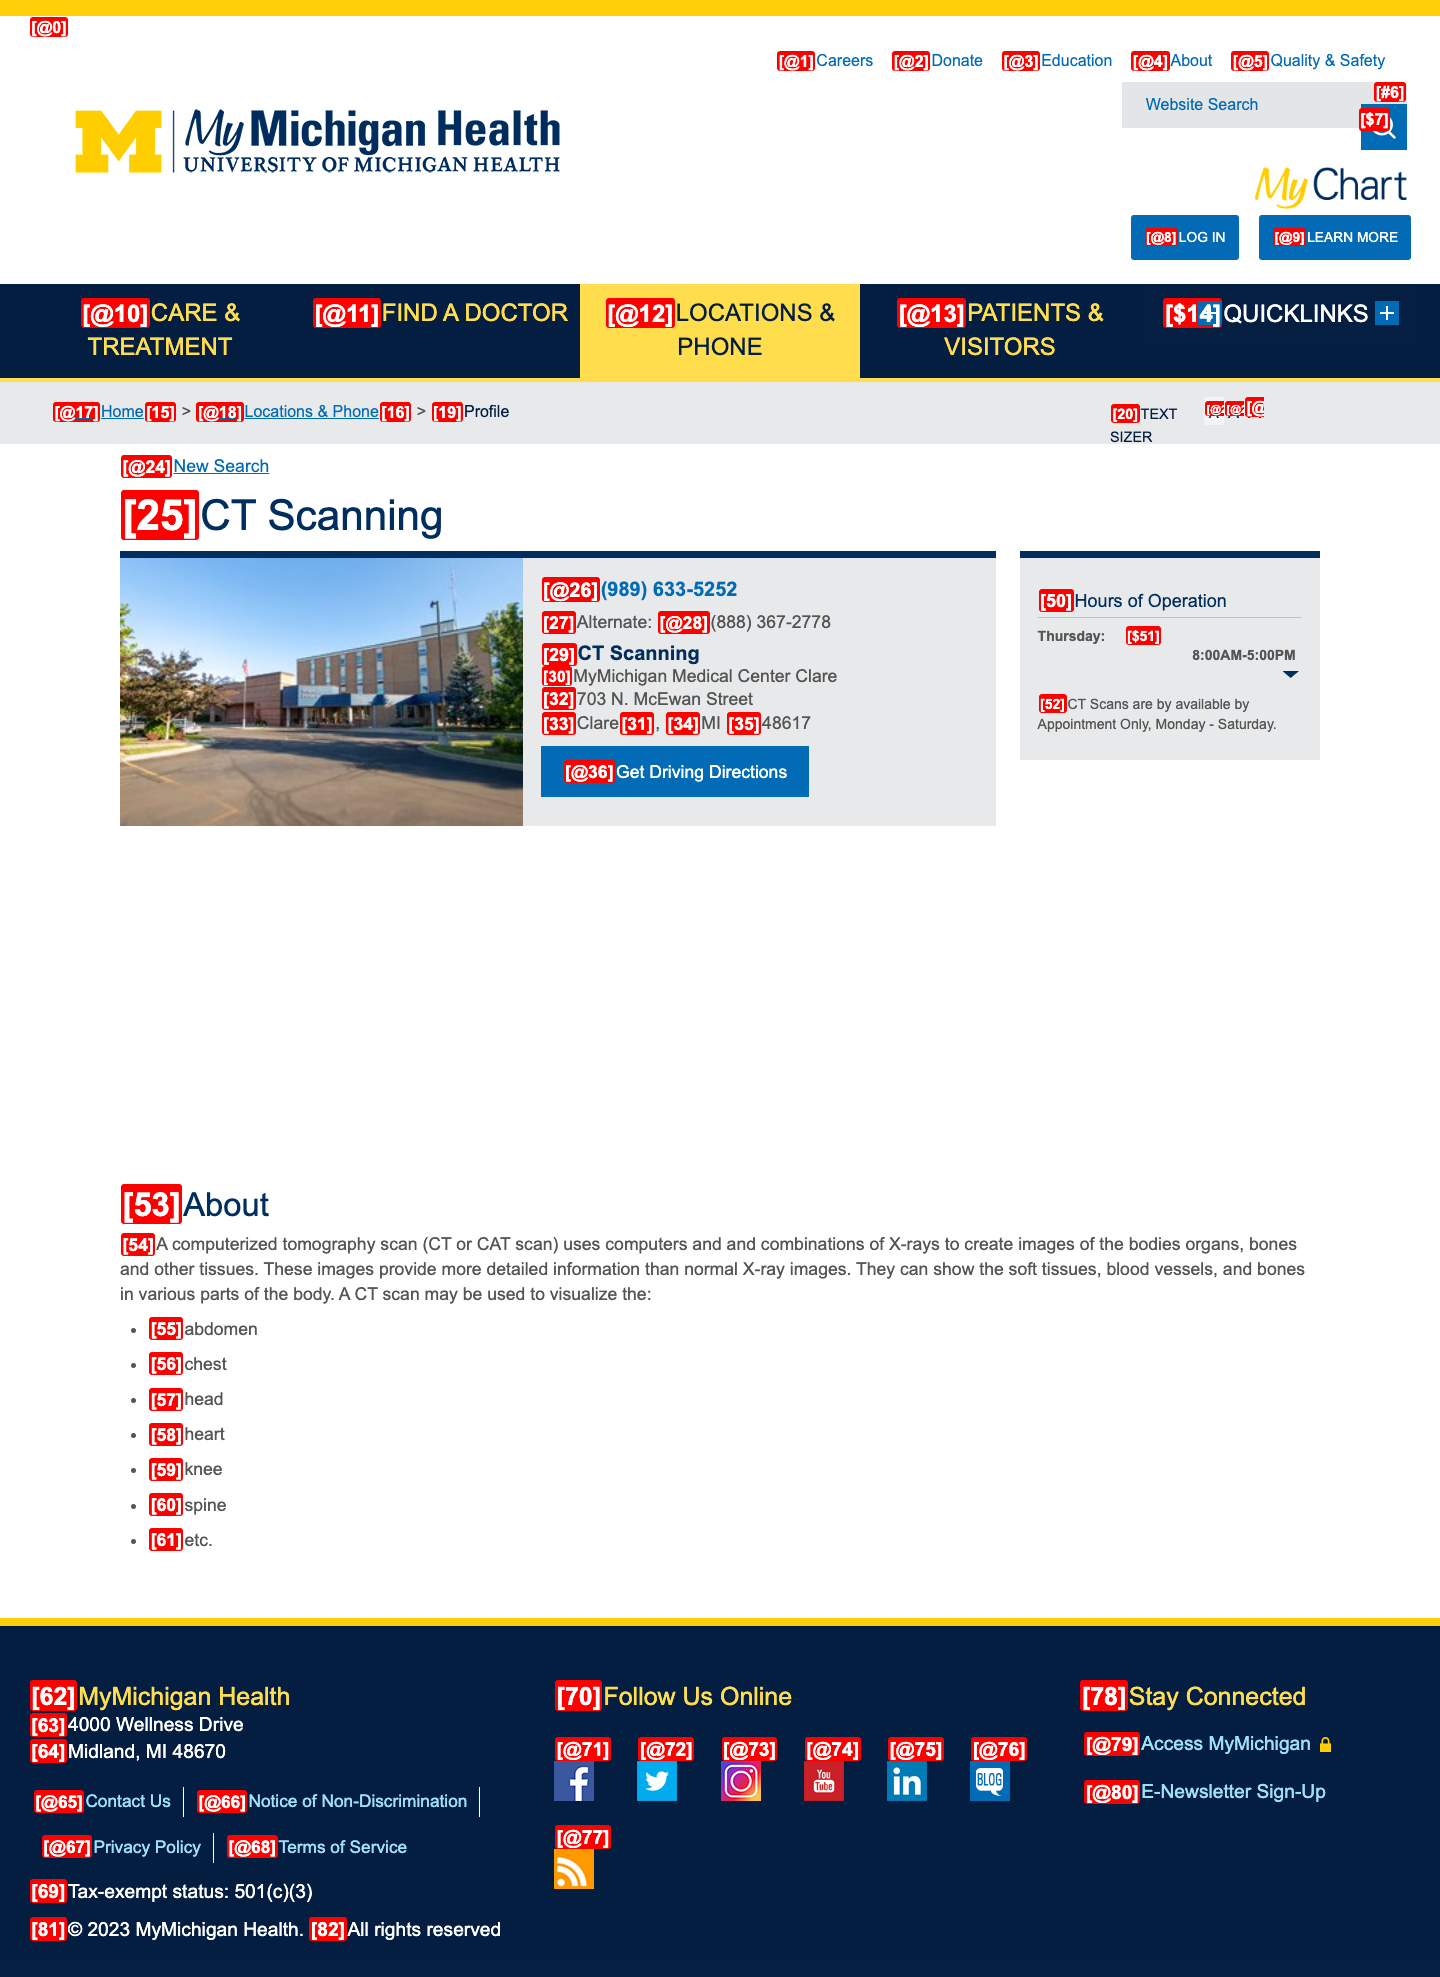 [@0]
[@1]Careers [@2]Donate [@3]Education [@4]About [@5]Quality & Safety
Website Search [#6]
[$7]
M My Michigan Health
UNIVERSITY OF MICHIGAN HEALTH
My Chart
[@8]LOG IN [@9]LEARN MORE
[@10]CARE &
TREATMENT
[@11]FIND A DOCTOR
[@12]LOCATIONS &
PHONE
[@13]PATIENTS &
VISITORS
[$14]QUICKLINKS
[@17]Home[15] > [@18]Locations & Phone[16] > [19]Profile
[20]TEXT
SIZER
[@24]New Search
[25]CT Scanning
[@26](989) 633-5252
[27]Alternate: [@28](888) 367-2778
[29]CT Scanning
[30]MyMichigan Medical Center Clare
[32]703 N. McEwan Street
[33]Clare[31], [34]MI [35]48617
[@36]Get Driving Directions
[50]Hours of Operation
Thursday: [$51]
8:00AM-5:00PM
[52]CT Scans are by available by
Appointment Only, Monday - Saturday.
[53]About
[54]A computerized tomography scan (CT or CAT scan) uses computers and and combinations of X-rays to create images of the bodies organs, bones
and other tissues. These images provide more detailed information than normal X-ray images. They can show the soft tissues, blood vessels, and bones
in various parts of the body. A CT scan may be used to visualize the:
• [55]abdomen
• [56]chest
• [57]head
• [58]heart
• [59]knee
• [60]spine
• [61]etc.
[62]MyMichigan Health
[63]4000 Wellness Drive
[64]Midland, MI 48670
[@65]Contact Us [@66]Notice of Non-Discrimination
[@67]Privacy Policy [@68]Terms of Service
[69]Tax-exempt status: 501(c)(3)
[81]© 2023 MyMichigan Health. [82]All rights reserved
[70]Follow Us Online
[@71] [@72] [@73] [@74] [@75] [@76]
You
Tube
in
BLOG
[@77]
[78]Stay Connected
[@79]Access MyMichigan
[@80]E-Newsletter Sign-Up